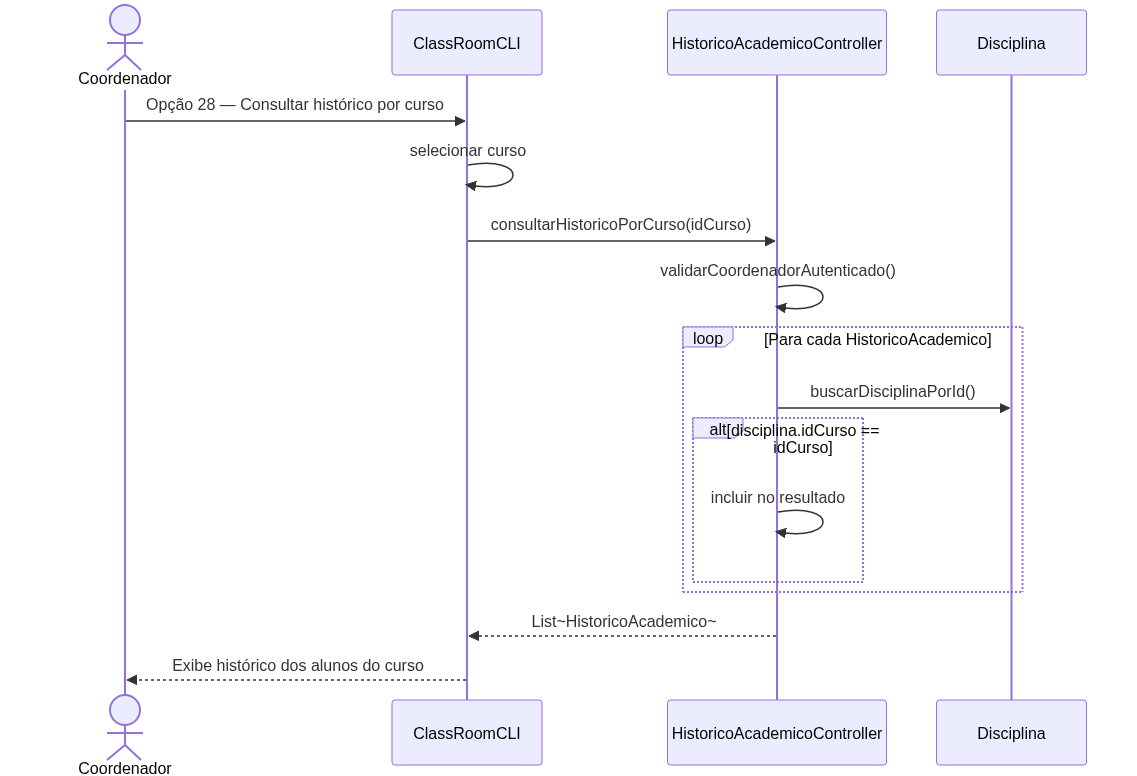 Coordenador
ClassRoomCLI
HistoricoAcademicoController
Disciplina
Opção 28 — Consultar histórico por curso
selecionar curso
consultarHistoricoPorCurso(idCurso)
validarCoordenadorAutenticado()
loop
[Para cada HistoricoAcademico]
buscarDisciplinaPorId()
alt
[disciplina.idCurso ==
idCurso]
incluir no resultado
List~HistoricoAcademico~
Exibe histórico dos alunos do curso
Coordenador
ClassRoomCLI
HistoricoAcademicoController
Disciplina